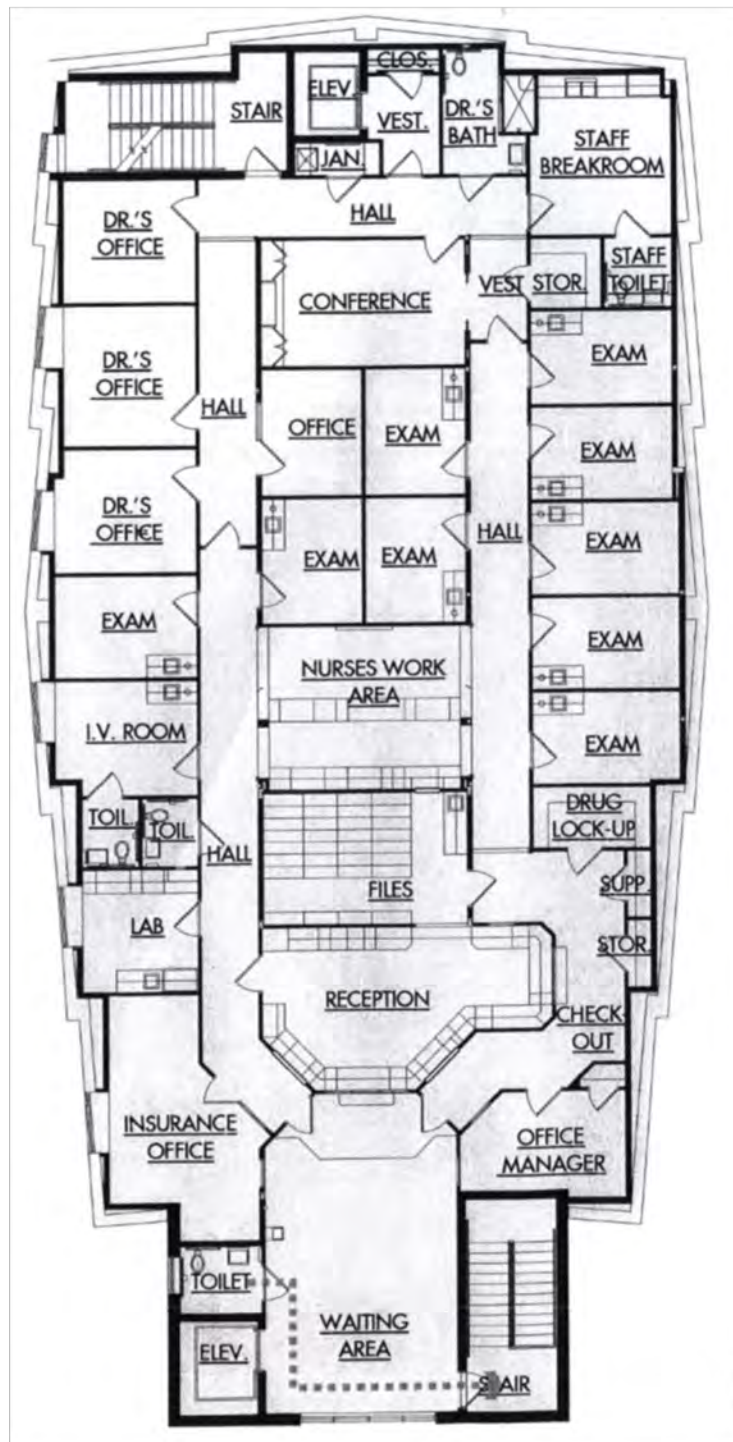 CLOS.
ELEV.
STAIR
VEST.
DR.'S
BATH
STAFF
BREAKROOM
JAN.
HALL
DR.'S
OFFICE
STAFF
TOILET
CONFERENCE
VEST
STOR.
DR.'S
OFFICE
EXAM
HALL
OFFICE
EXAM
EXAM
DR.'S
OFFICE
HALL
EXAM
EXAM
EXAM
EXAM
EXAM
NURSES WORK
AREA
I.V. ROOM
EXAM
TOIL.
TOIL.
HALL
DRUG
LOCK-UP
FILES
SUPP.
LAB
STOR.
RECEPTION
CHECK-
OUT
INSURANCE
OFFICE
OFFICE
MANAGER
TOILET
WAITING
AREA
ELEV.
STAIR